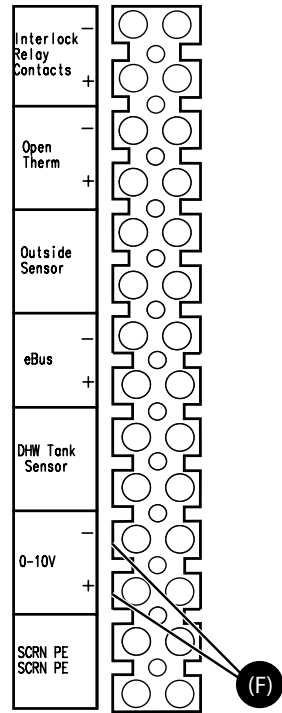 Interlock −
Relay
Contacts +
−
Open
Therm
+
Outside
Sensor
−
eBus
+
DHW Tank
Sensor
−
0-10V
+
SCRN PE
SCRN PE
(F)